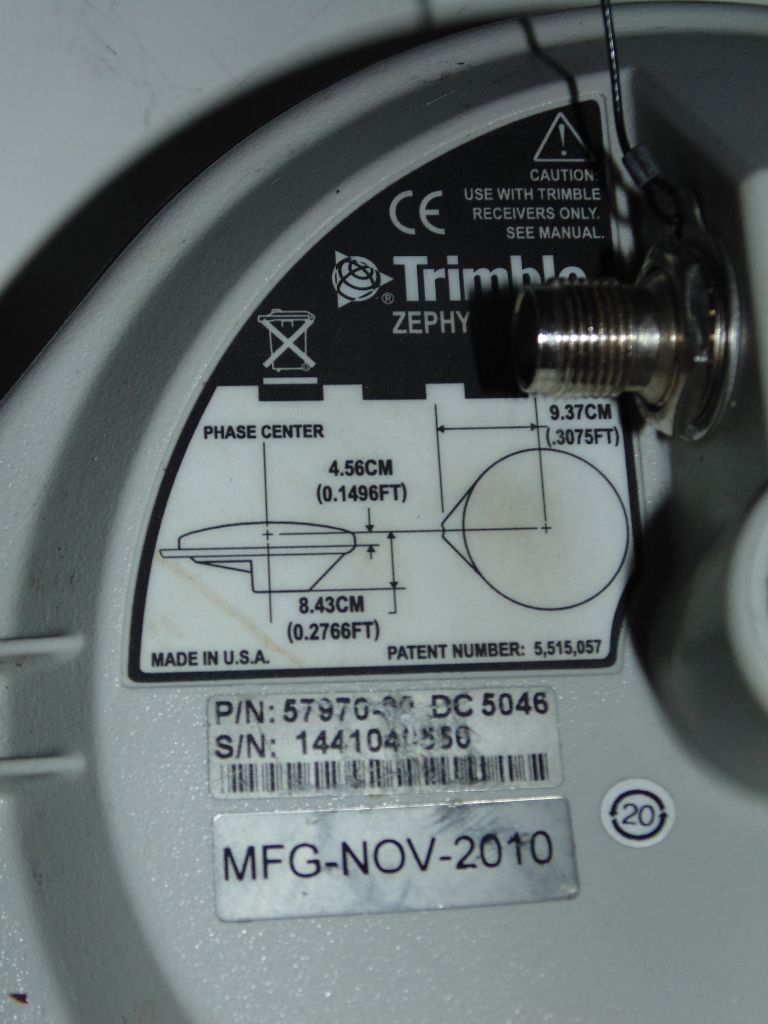 CAUTION:
USE WITH TRIMBLE
RECEIVERS ONLY.
SEE MANUAL.
CE
Trimble
®
PHASE CENTER
9.37CM
(.3075FT)
4.56CM
(0.1496FT)
8.43CM
(0.2766FT)
MADE IN U.S.A.
PATENT NUMBER: 5,515,057
P/N: DC 5046
S/N:
MFG-NOV-2010
20